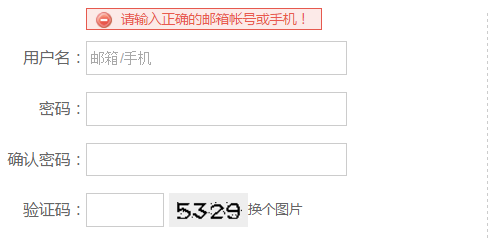 请输入正确的邮箱帐号或手机！
用户名： 邮箱/手机
密码：
确认密码：
验证码： 5329 换个图片